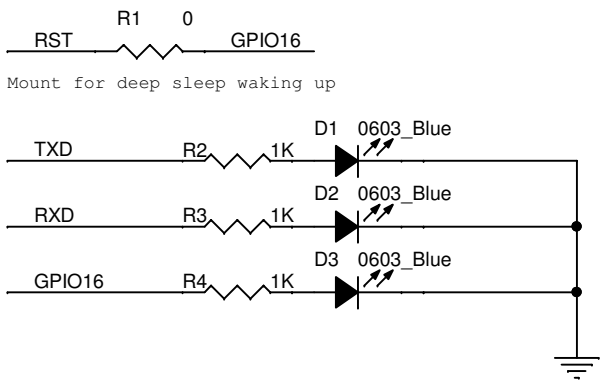 R1 0
RST GPIO16
Mount for deep sleep waking up
D1 0603_Blue
TXD R2 1K
D2 0603_Blue
RXD R3 1K
D3 0603_Blue
GPIO16 R4 1K